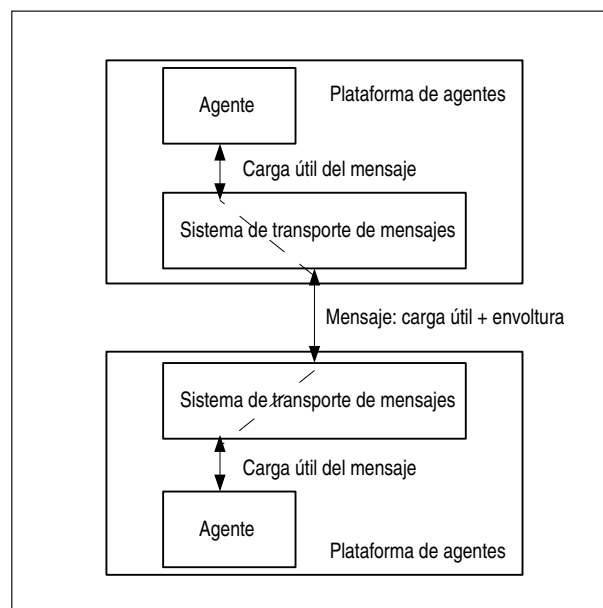 Plataforma de agentes
Agente
Carga útil del mensaje
Sistema de transporte de mensajes
Mensaje: carga útil + envoltura
Sistema de transporte de mensajes
Carga útil del mensaje
Agente
Plataforma de agentes